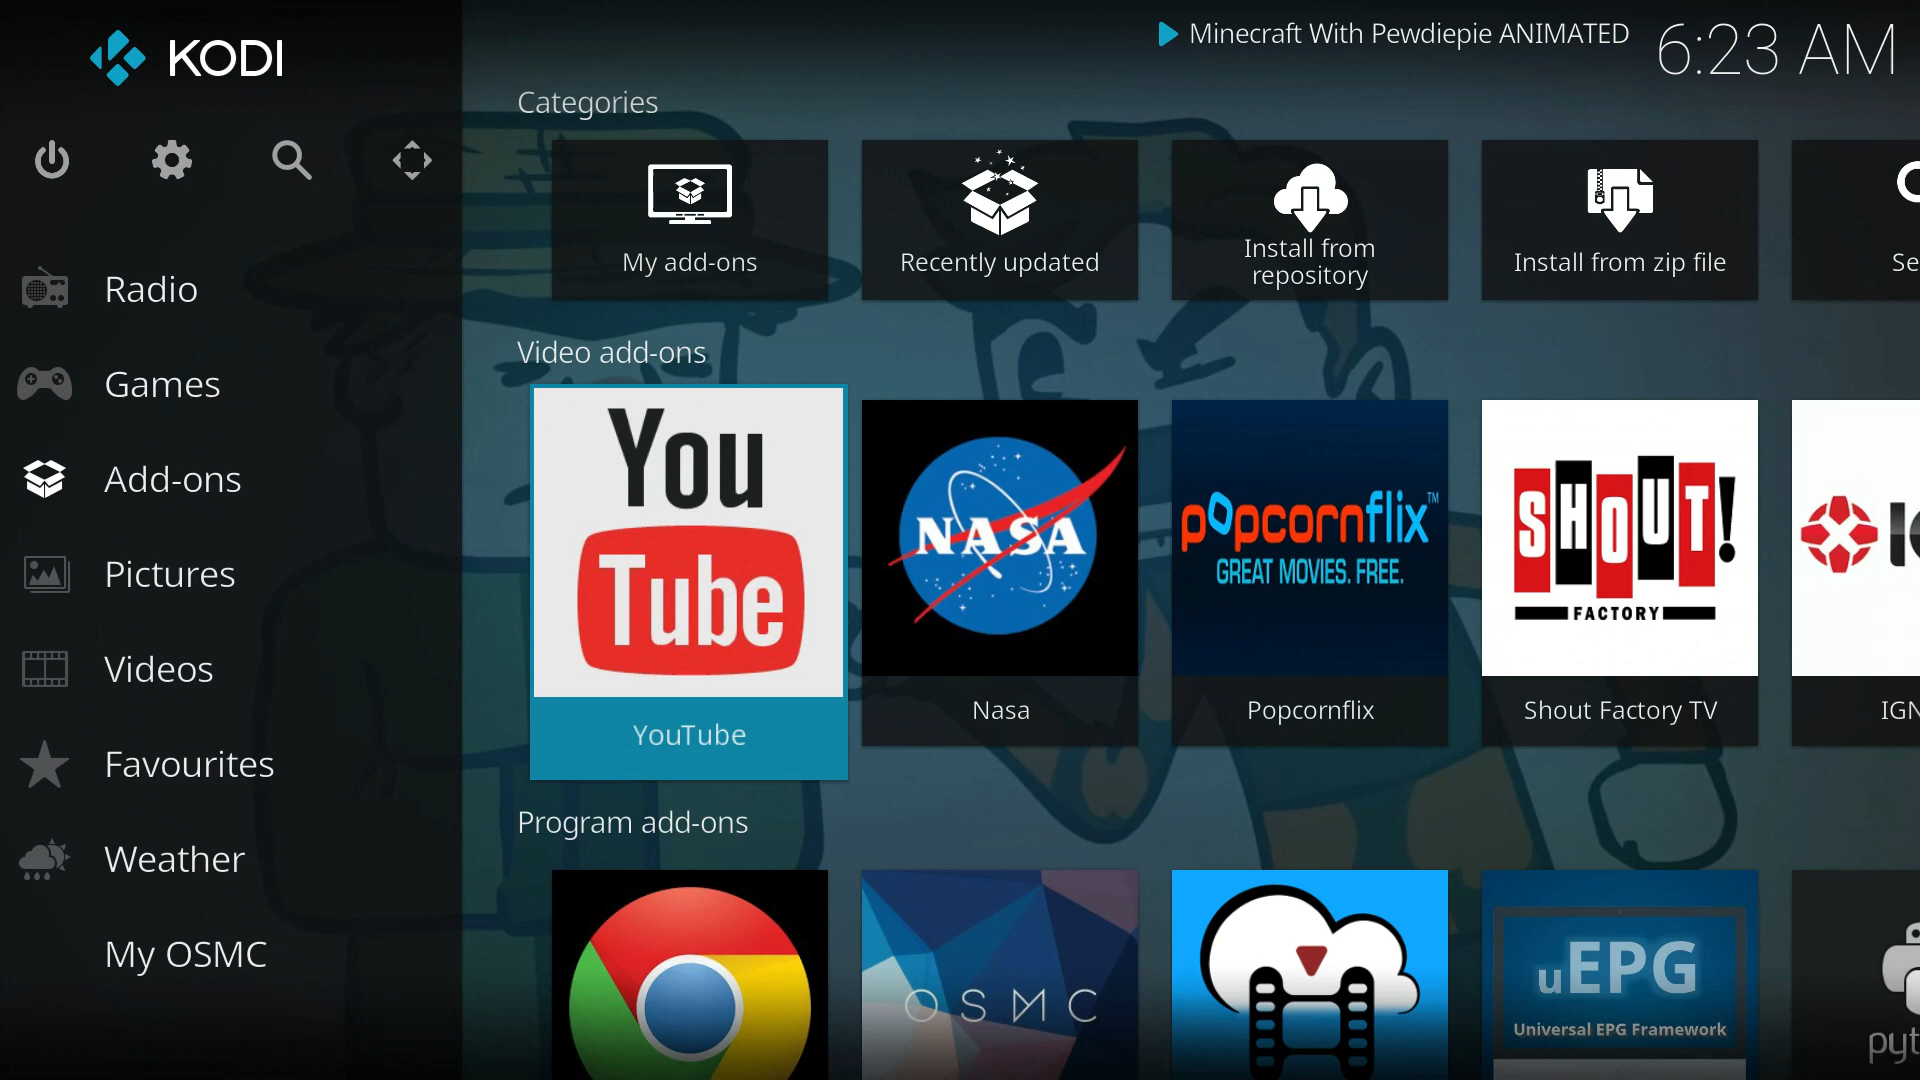 KODI
Minecraft With Pewdiepie ANIMATED
6:23 AM
Categories
My add-ons
Recently updated
Install from
repository
Install from zip file
Se
Radio
Games
Add-ons
Pictures
Videos
Favourites
Weather
My OSMC
Video add-ons
You
Tube
YouTube
NASA
Nasa
popcornflix™
GREAT MOVIES. FREE.
Popcornflix
SHOUT!
FACTORY
Shout Factory TV
IGN
Program add-ons
OSMC
uEPG
Universal EPG Framework
pyt